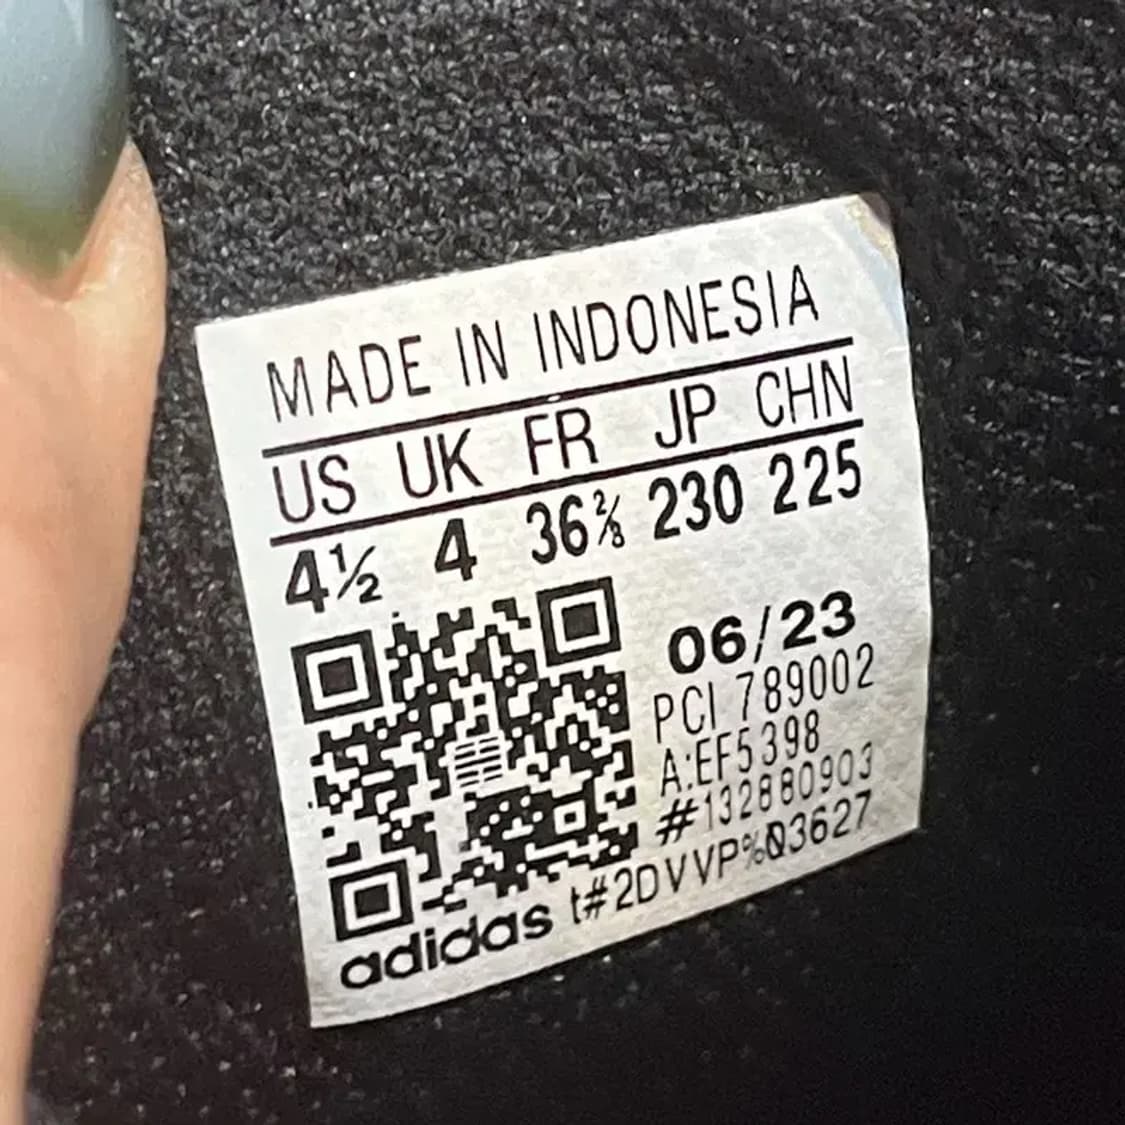 MADE IN INDONESIA
US UK FR JP CHN
4½ 4 36⅔ 230 225
06/23
PCI 789002
A:EF5398
#132880903
adidas t#2DVVP%03627